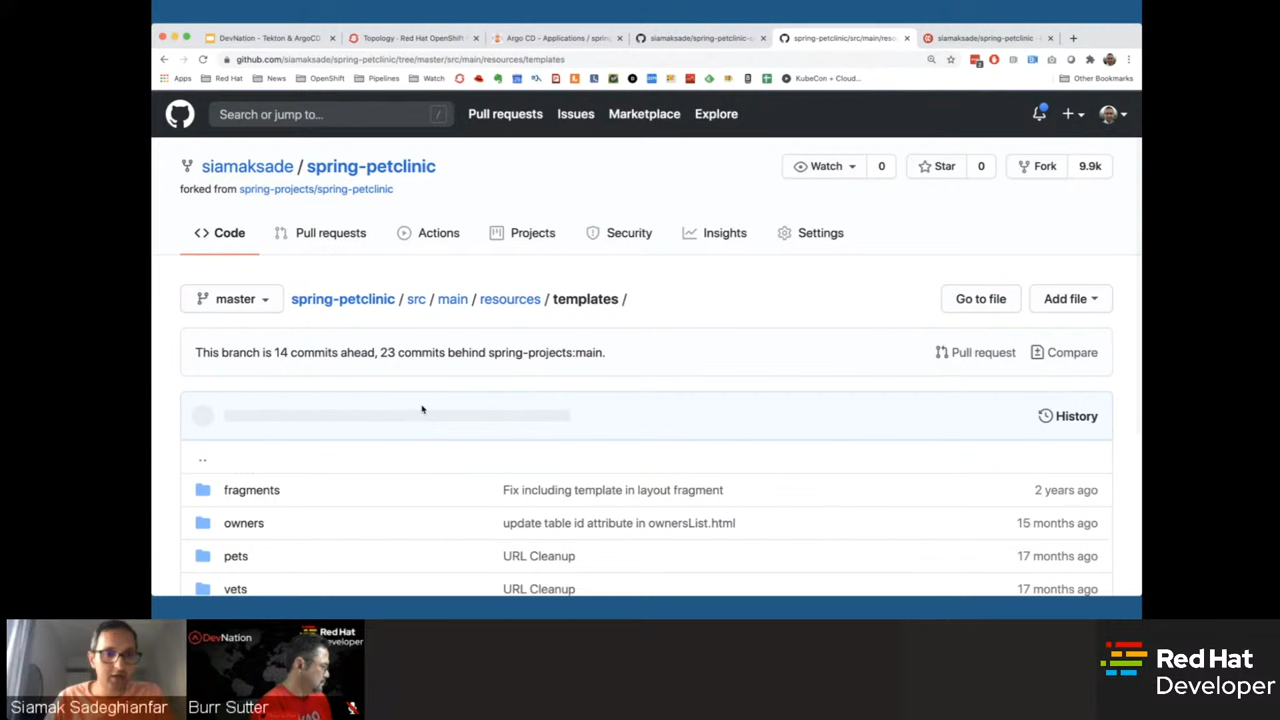 DevNation - Tekton & ArgoCD
Topology · Red Hat OpenShift
Argo CD - Applications / spring
siamaksade/spring-petclinic-
spring-petclinic/src/main/reso
siamaksade/spring-petclinic ·
github.com/siamaksade/spring-petclinic/tree/master/src/main/resources/templates
Apps
Red Hat
News
OpenShift
Pipelines
Watch
KubeCon + Cloud...
Other Bookmarks
Search or jump to...
/
Pull requests
Issues
Marketplace
Explore
siamaksade / spring-petclinic
Watch
0
Star
0
Fork
9.9k
forked from spring-projects/spring-petclinic
Code
Pull requests
Actions
Projects
Security
Insights
Settings
master
spring-petclinic / src / main / resources / templates /
Go to file
Add file
This branch is 14 commits ahead, 23 commits behind spring-projects:main.
Pull request
Compare
History
..
fragments
Fix including template in layout fragment
2 years ago
owners
update table id attribute in ownersList.html
15 months ago
pets
URL Cleanup
17 months ago
vets
URL Cleanup
17 months ago
DevNation
Red Hat
Developer
Siamak Sadeghianfar
Burr Sutter
Red Hat
Developer